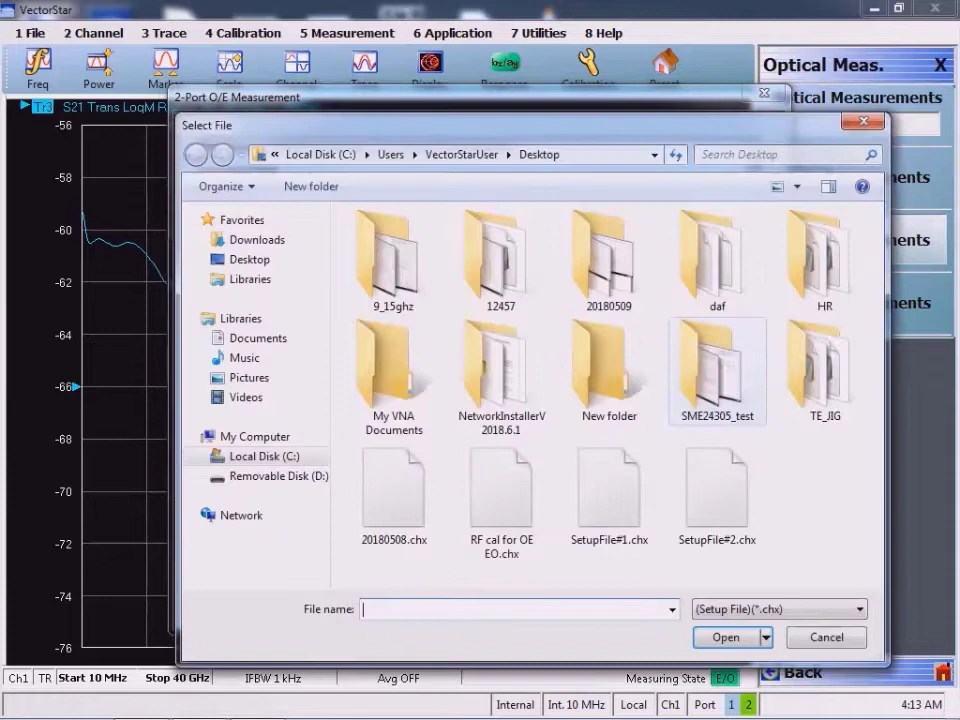 VectorStar
1 File 2 Channel 3 Trace 4 Calibration 5 Measurement 6 Application 7 Utilities 8 Help
Freq Power
Optical Meas. X
2-Port O/E Measurement
tical Measurements
Tr3 S21 Trans LogM R
Select File
« Local Disk (C:) Users VectorStarUser Desktop
Search Desktop
Organize New folder
ents
ents
ents
Favorites
Downloads
Desktop
Libraries
Libraries
Documents
Music
Pictures
Videos
My Computer
Local Disk (C:)
Removable Disk (D:)
Network
9_15ghz 12457 20180509 daf HR
My VNA Documents
NetworkInstallerV 2018.6.1
New folder SME24305_test TE_JIG
20180508.chx
RF cal for OE EO.chx
SetupFile#1.chx SetupFile#2.chx
-56
-58
-60
-62
-64
-66
-68
-70
-72
-74
-76
File name:
(Setup File)(*.chx)
Open Cancel
Back
Ch1 TR Start 10 MHz Stop 40 GHz IFBW 1 kHz Avg OFF Measuring State E/O
Internal Int. 10 MHz Local Ch1 Port 1 2 4:13 AM